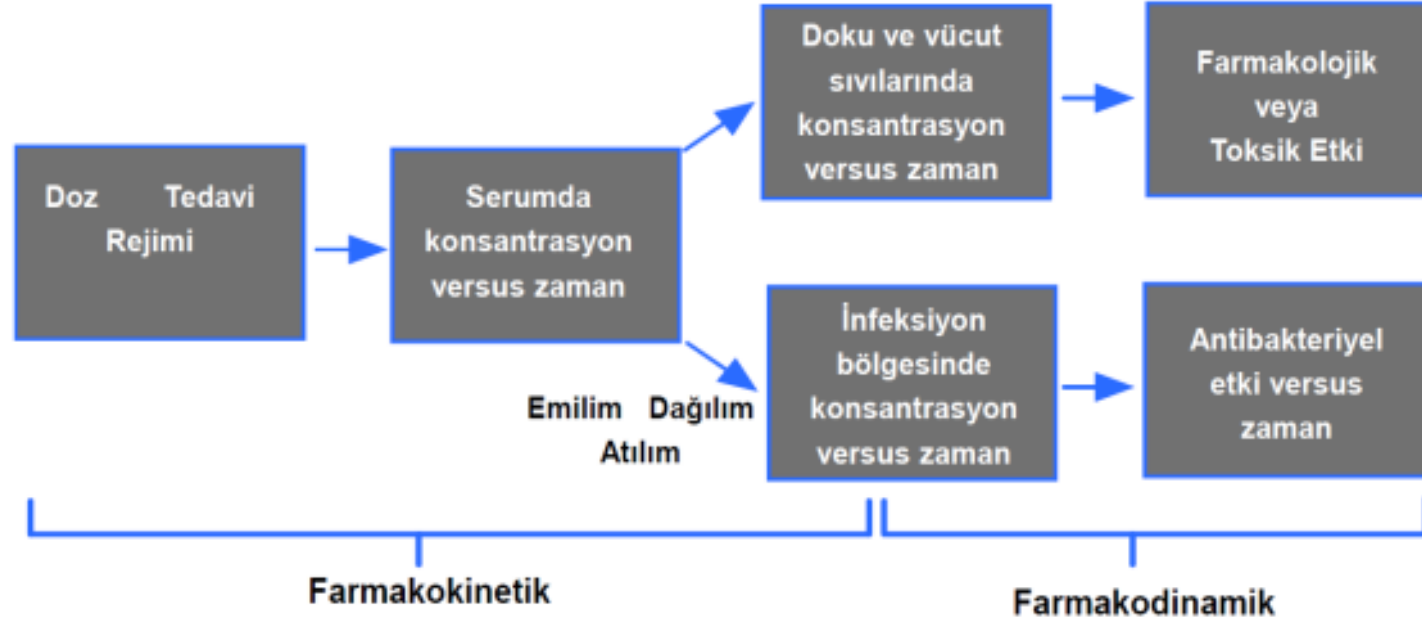 Doz Tedavi
Rejimi
Serumda
konsantrasyon
versus zaman
Doku ve vücut
sıvılarında
konsantrasyon
versus zaman
Farmakolojik
veya
Toksik Etki
İnfeksiyon
bölgesinde
konsantrasyon
versus zaman
Antibakteriyel
etki versus
zaman
Emilim Dağılım
Atılım
Farmakokinetik
Farmakodinamik